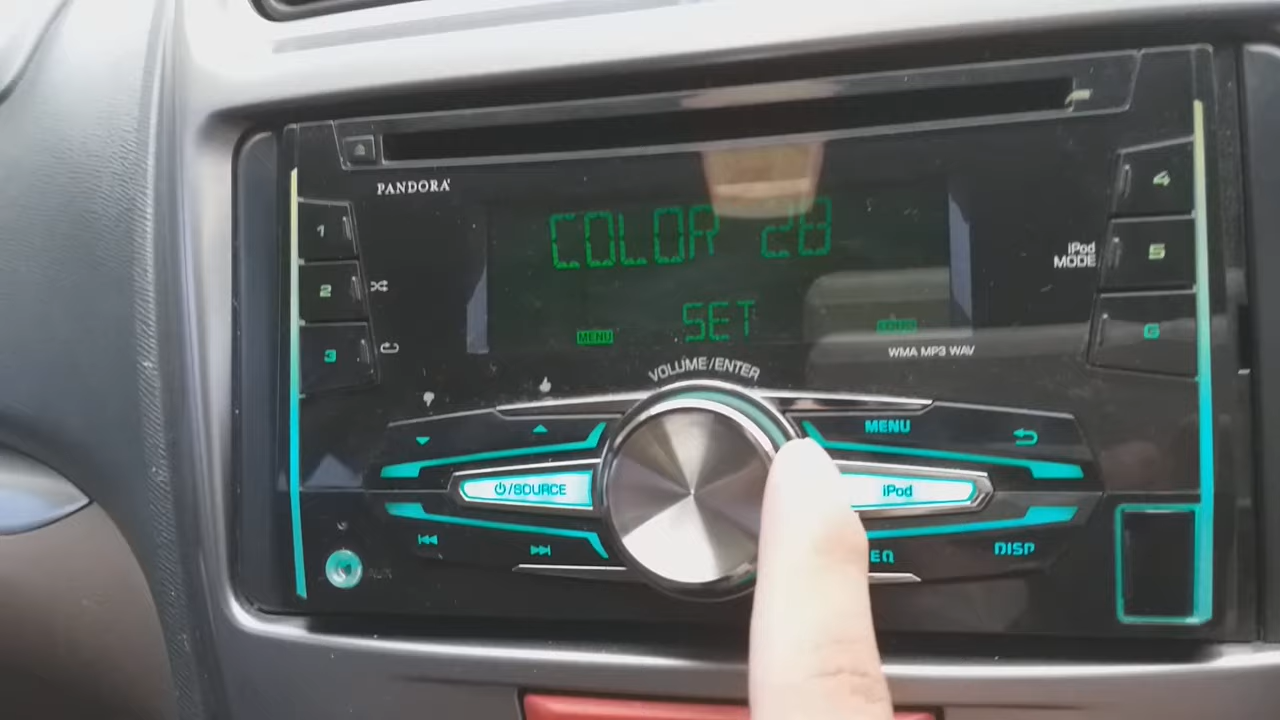 PANDORA
1
COLOR 28
4
2
iPod
MODE
5
3
MENU
SET
6
WMA MP3 WAV
VOLUME/ENTER
MENU
/SOURCE
iPod
EQ
DISP
AUX